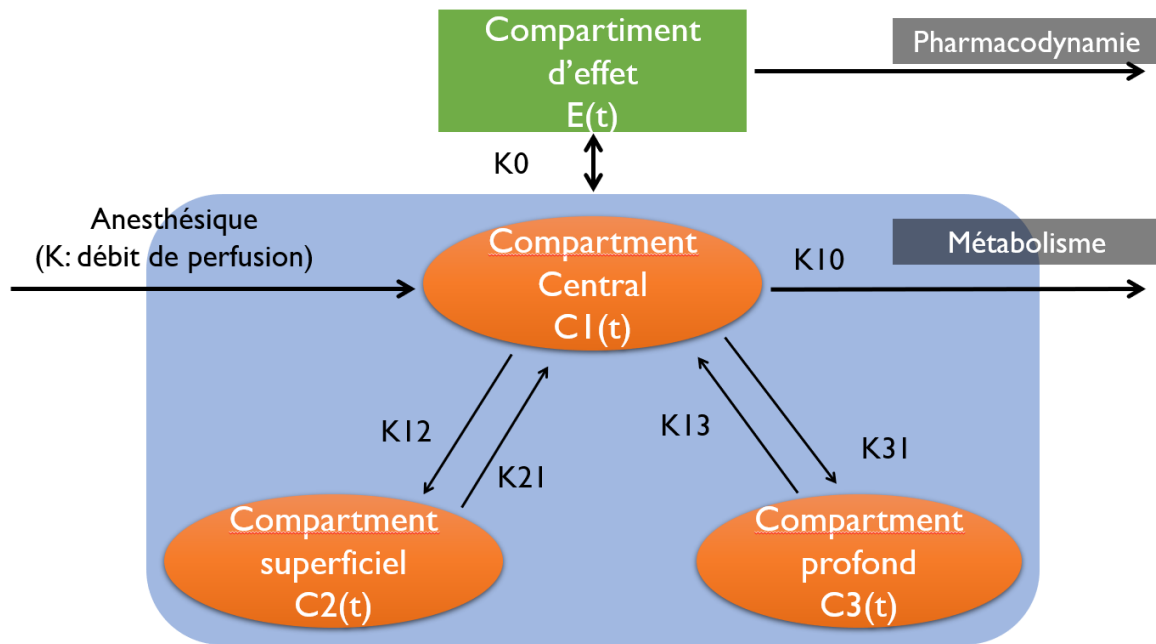 Compartiment
d'effet
E(t)
Pharmacodynamie
K0
Anesthésique
(K: débit de perfusion)
Compartment
Central
C1(t)
K10
Métabolisme
K12
K21
K13
K31
Compartment
superficiel
C2(t)
Compartment
profond
C3(t)